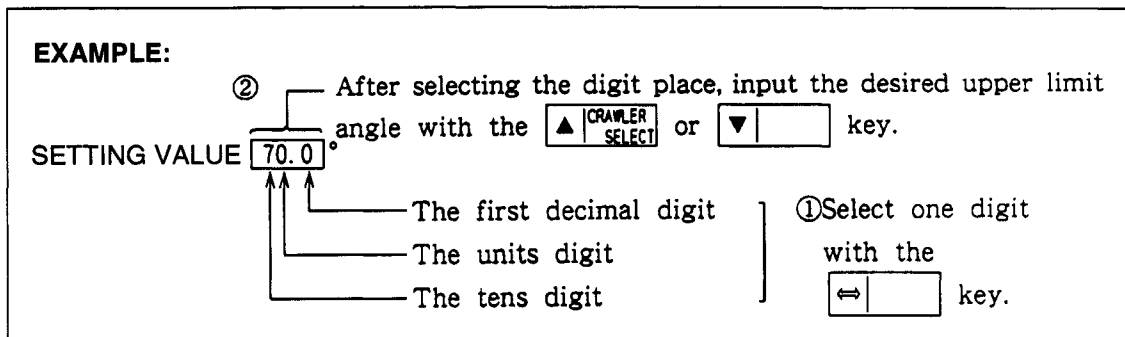 EXAMPLE:
② After selecting the digit place, input the desired upper limit
angle with the ▲ CRAWLER SELECT or ▼ key.
SETTING VALUE 70.0°
The first decimal digit
The units digit
The tens digit
①Select one digit
with the
⇔ key.